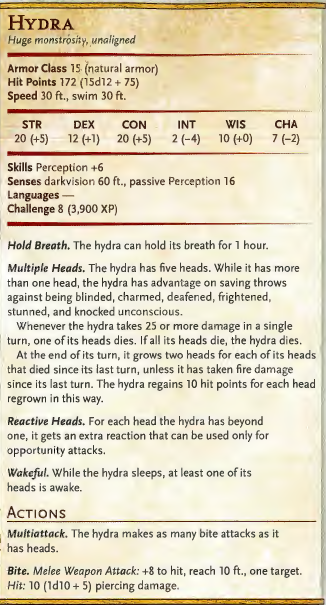 HYDRA
Huge monstrosity, unaligned
Armor Class 15 (natural armor)
Hit Points 172 (15d12 + 75)
Speed 30 ft., swim 30 ft.
STR DEX CON INT WIS CHA
20 (+5) 12 (+1) 20 (+5) 2 (−4) 10 (+0) 7 (−2)
Skills Perception +6
Senses darkvision 60 ft., passive Perception 16
Languages —
Challenge 8 (3,900 XP)
Hold Breath. The hydra can hold its breath for 1 hour.
Multiple Heads. The hydra has five heads. While it has more
than one head, the hydra has advantage on saving throws
against being blinded, charmed, deafened, frightened,
stunned, and knocked unconscious.
Whenever the hydra takes 25 or more damage in a single
turn, one of its heads dies. If all its heads die, the hydra dies.
At the end of its turn, it grows two heads for each of its heads
that died since its last turn, unless it has taken fire damage
since its last turn. The hydra regains 10 hit points for each head
regrown in this way.
Reactive Heads. For each head the hydra has beyond
one, it gets an extra reaction that can be used only for
opportunity attacks.
Wakeful. While the hydra sleeps, at least one of its
heads is awake.
ACTIONS
Multiattack. The hydra makes as many bite attacks as it
has heads.
Bite. Melee Weapon Attack: +8 to hit, reach 10 ft., one target.
Hit: 10 (1d10 + 5) piercing damage.